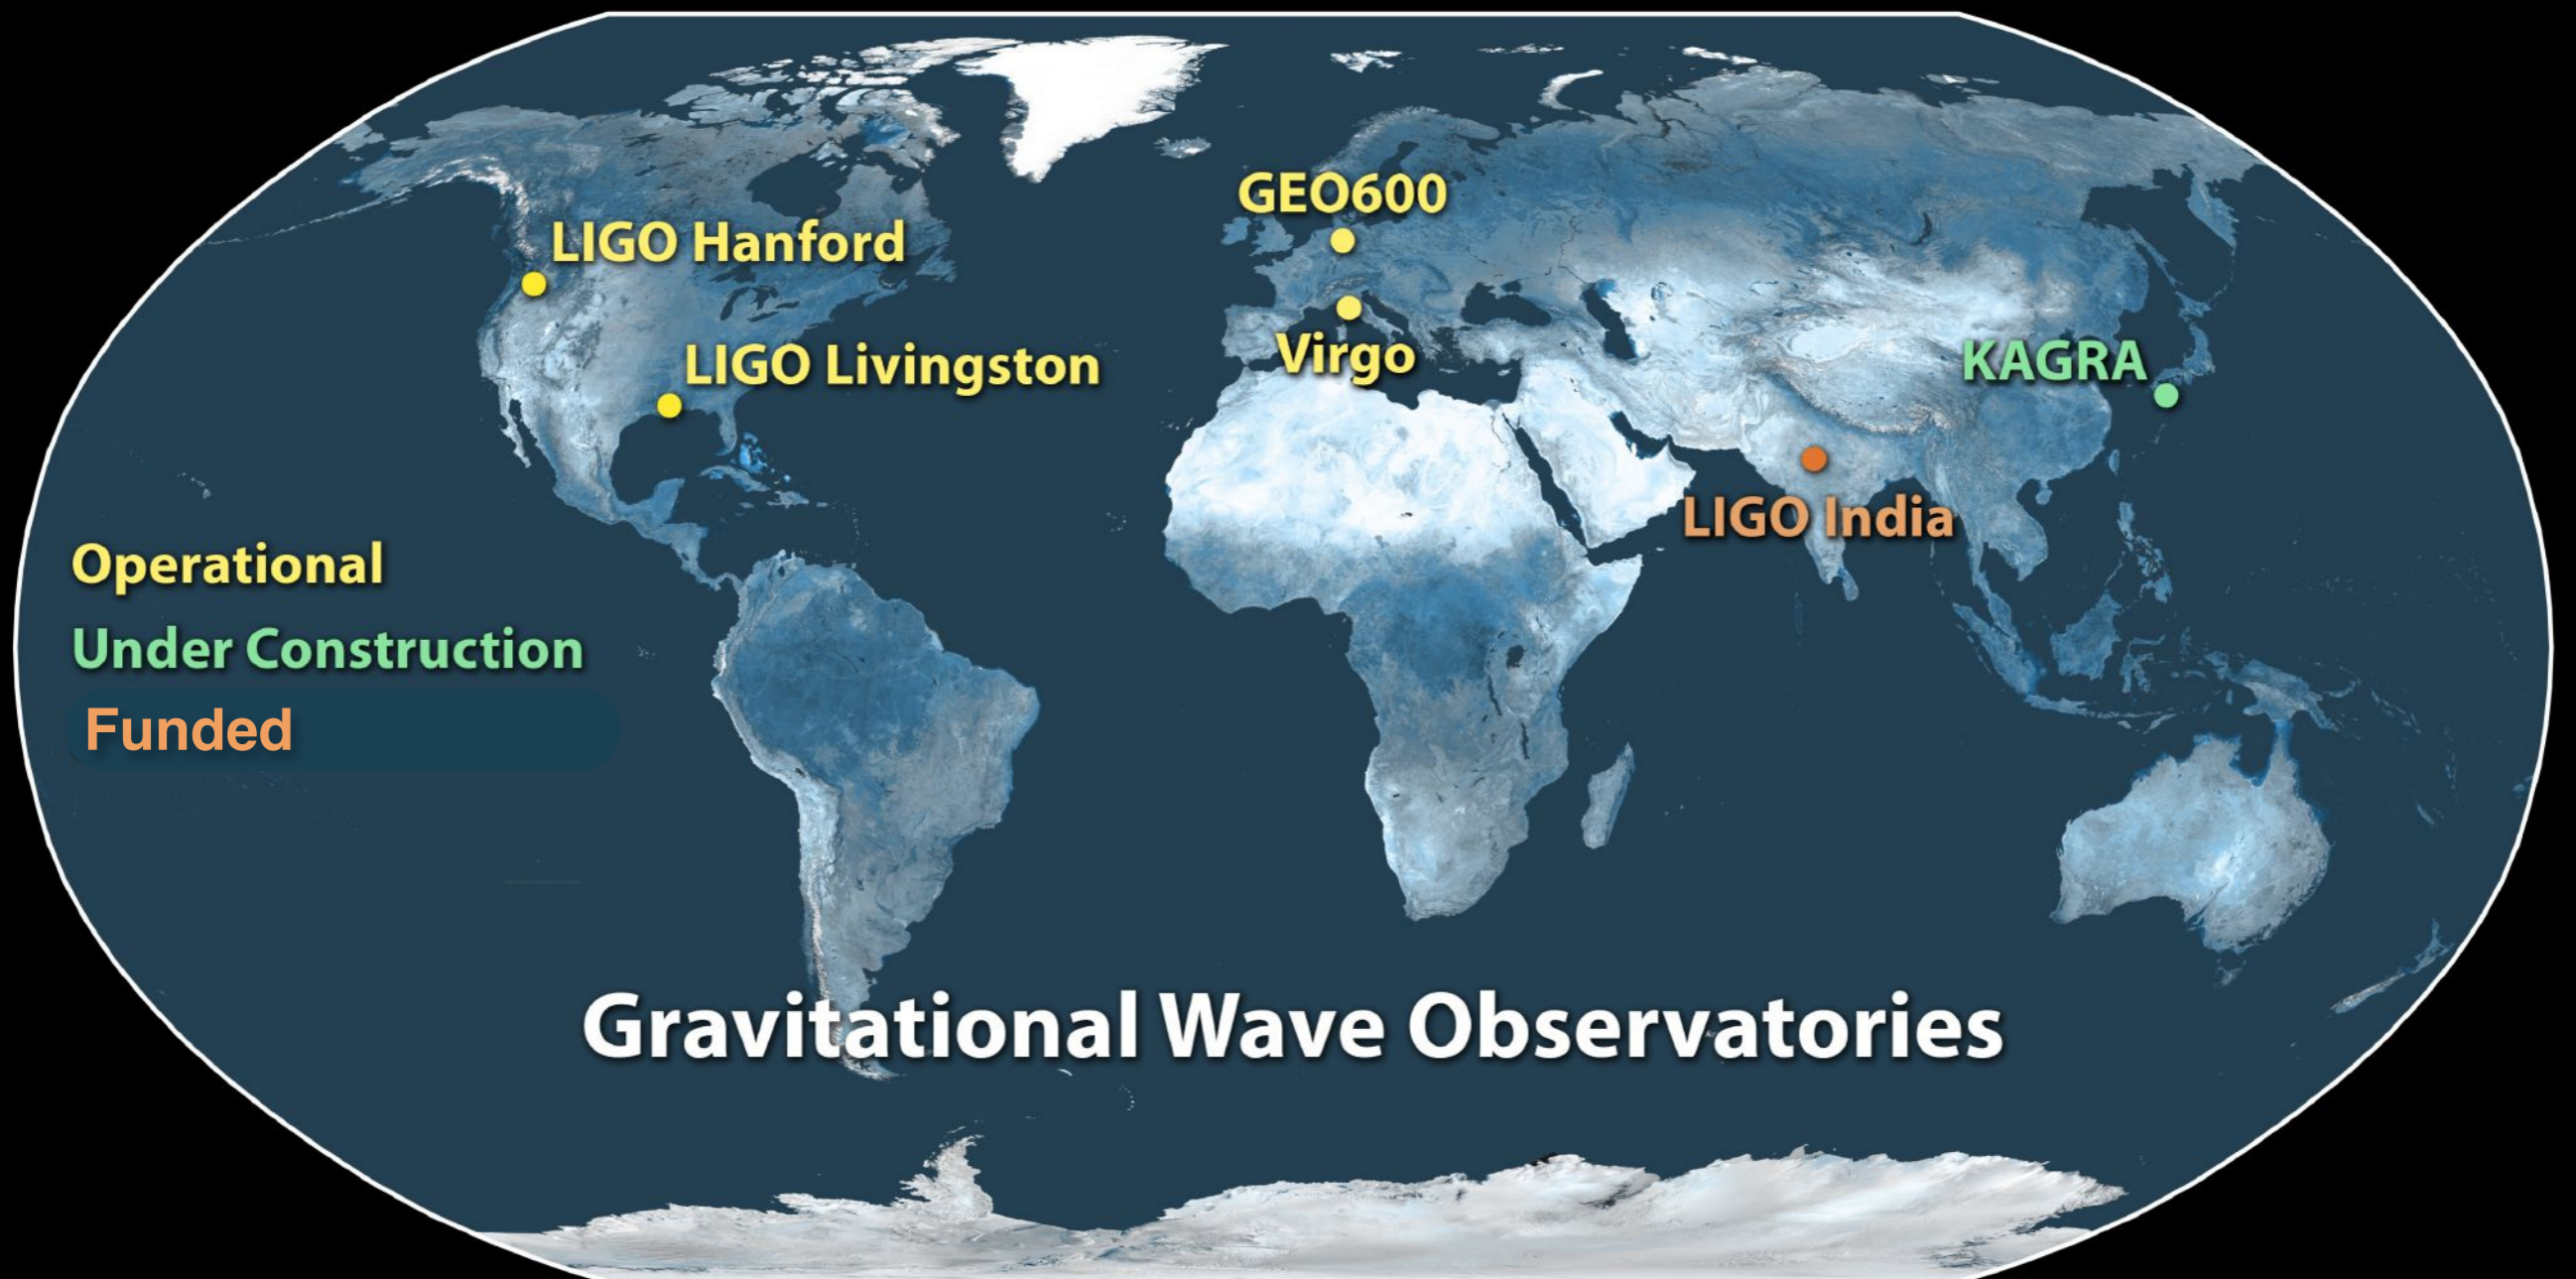 GEO600
LIGO Hanford
Virgo
LIGO Livingston
KAGRA
LIGO India
Operational
Under Construction
Funded
Gravitational Wave Observatories